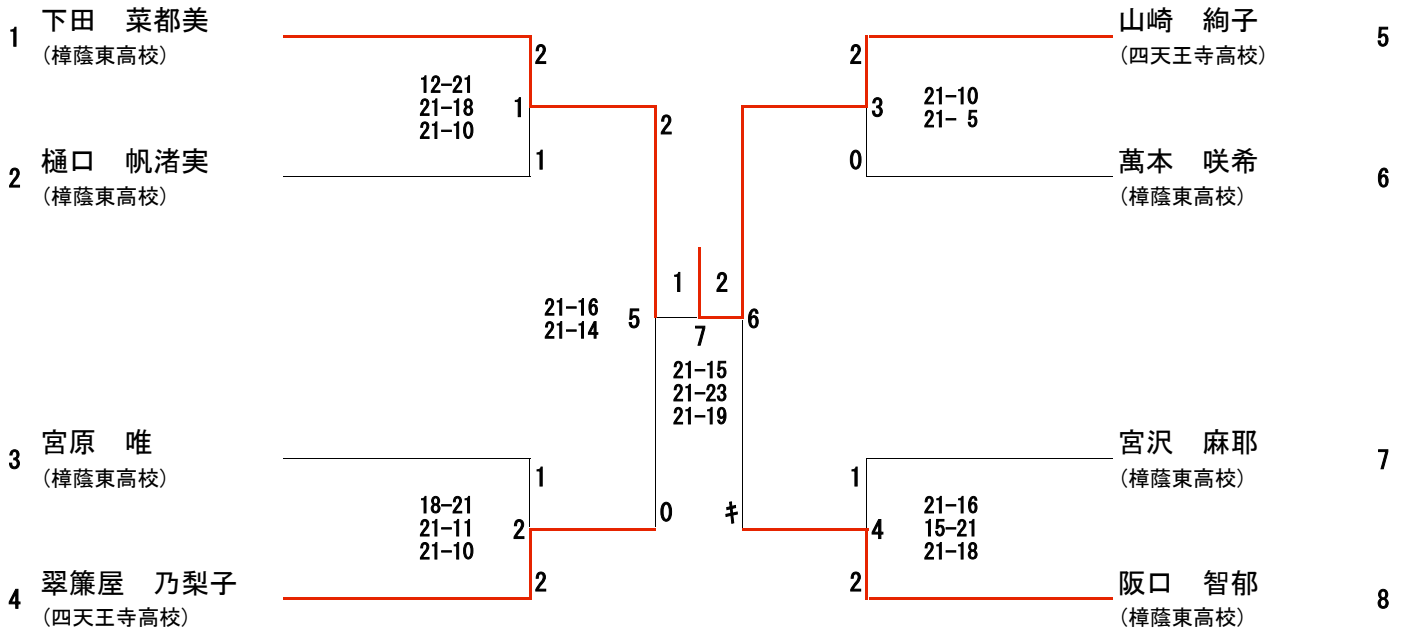 1
下田　菜都美
(樟蔭東高校)
2
12-21
21-18
21-10
1
1
2
樋口　帆渚実
(樟蔭東高校)
2
21-16
21-14
5
3
宮原　唯
(樟蔭東高校)
1
18-21
21-11
21-10
2
0
4
翠簾屋　乃梨子
(四天王寺高校)
2
1
2
7
21-15
21-23
21-19
6
山崎　絢子
(四天王寺高校)
5
2
3
21-10
21- 5
0
萬本　咲希
(樟蔭東高校)
6
宮沢　麻耶
(樟蔭東高校)
7
1
キ
4
21-16
15-21
21-18
2
阪口　智郁
(樟蔭東高校)
8